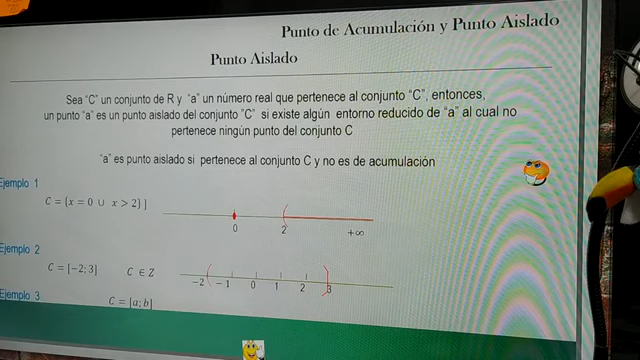 Punto de Acumulación y Punto Aislado
Punto Aislado
Sea "C" un conjunto de R y "a" un número real que pertenece al conjunto "C", entonces,
un punto "a" es un punto aislado del conjunto "C" si existe algún entorno reducido de "a" al cual no
pertenece ningún punto del conjunto C
"a" es punto aislado si pertenece al conjunto C y no es de acumulación
Ejemplo 1
C = {x = 0 ∪ x > 2}]
0 2 +∞
Ejemplo 2
C = [-2; 3] C ∈ Z
-2 -1 0 1 2 3
Ejemplo 3
C = [a; b]